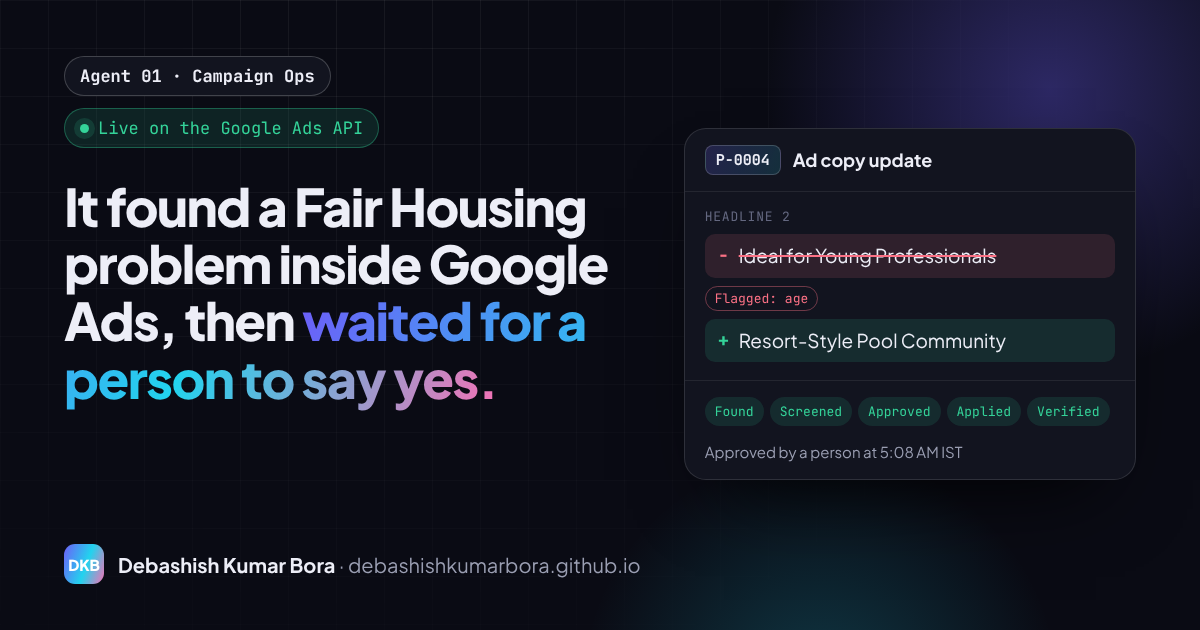 Agent 01 · Campaign Ops
Live on the Google Ads API
It found a Fair Housing
problem inside Google
Ads, then waited for a
person to say yes.
DKB
Debashish Kumar Bora · debashishkumarbora.github.io
P-0004 Ad copy update
HEADLINE 2
- Ideal for Young Professionals
Flagged: age
+ Resort-Style Pool Community
Found Screened Approved Applied Verified
Approved by a person at 5:08 AM IST